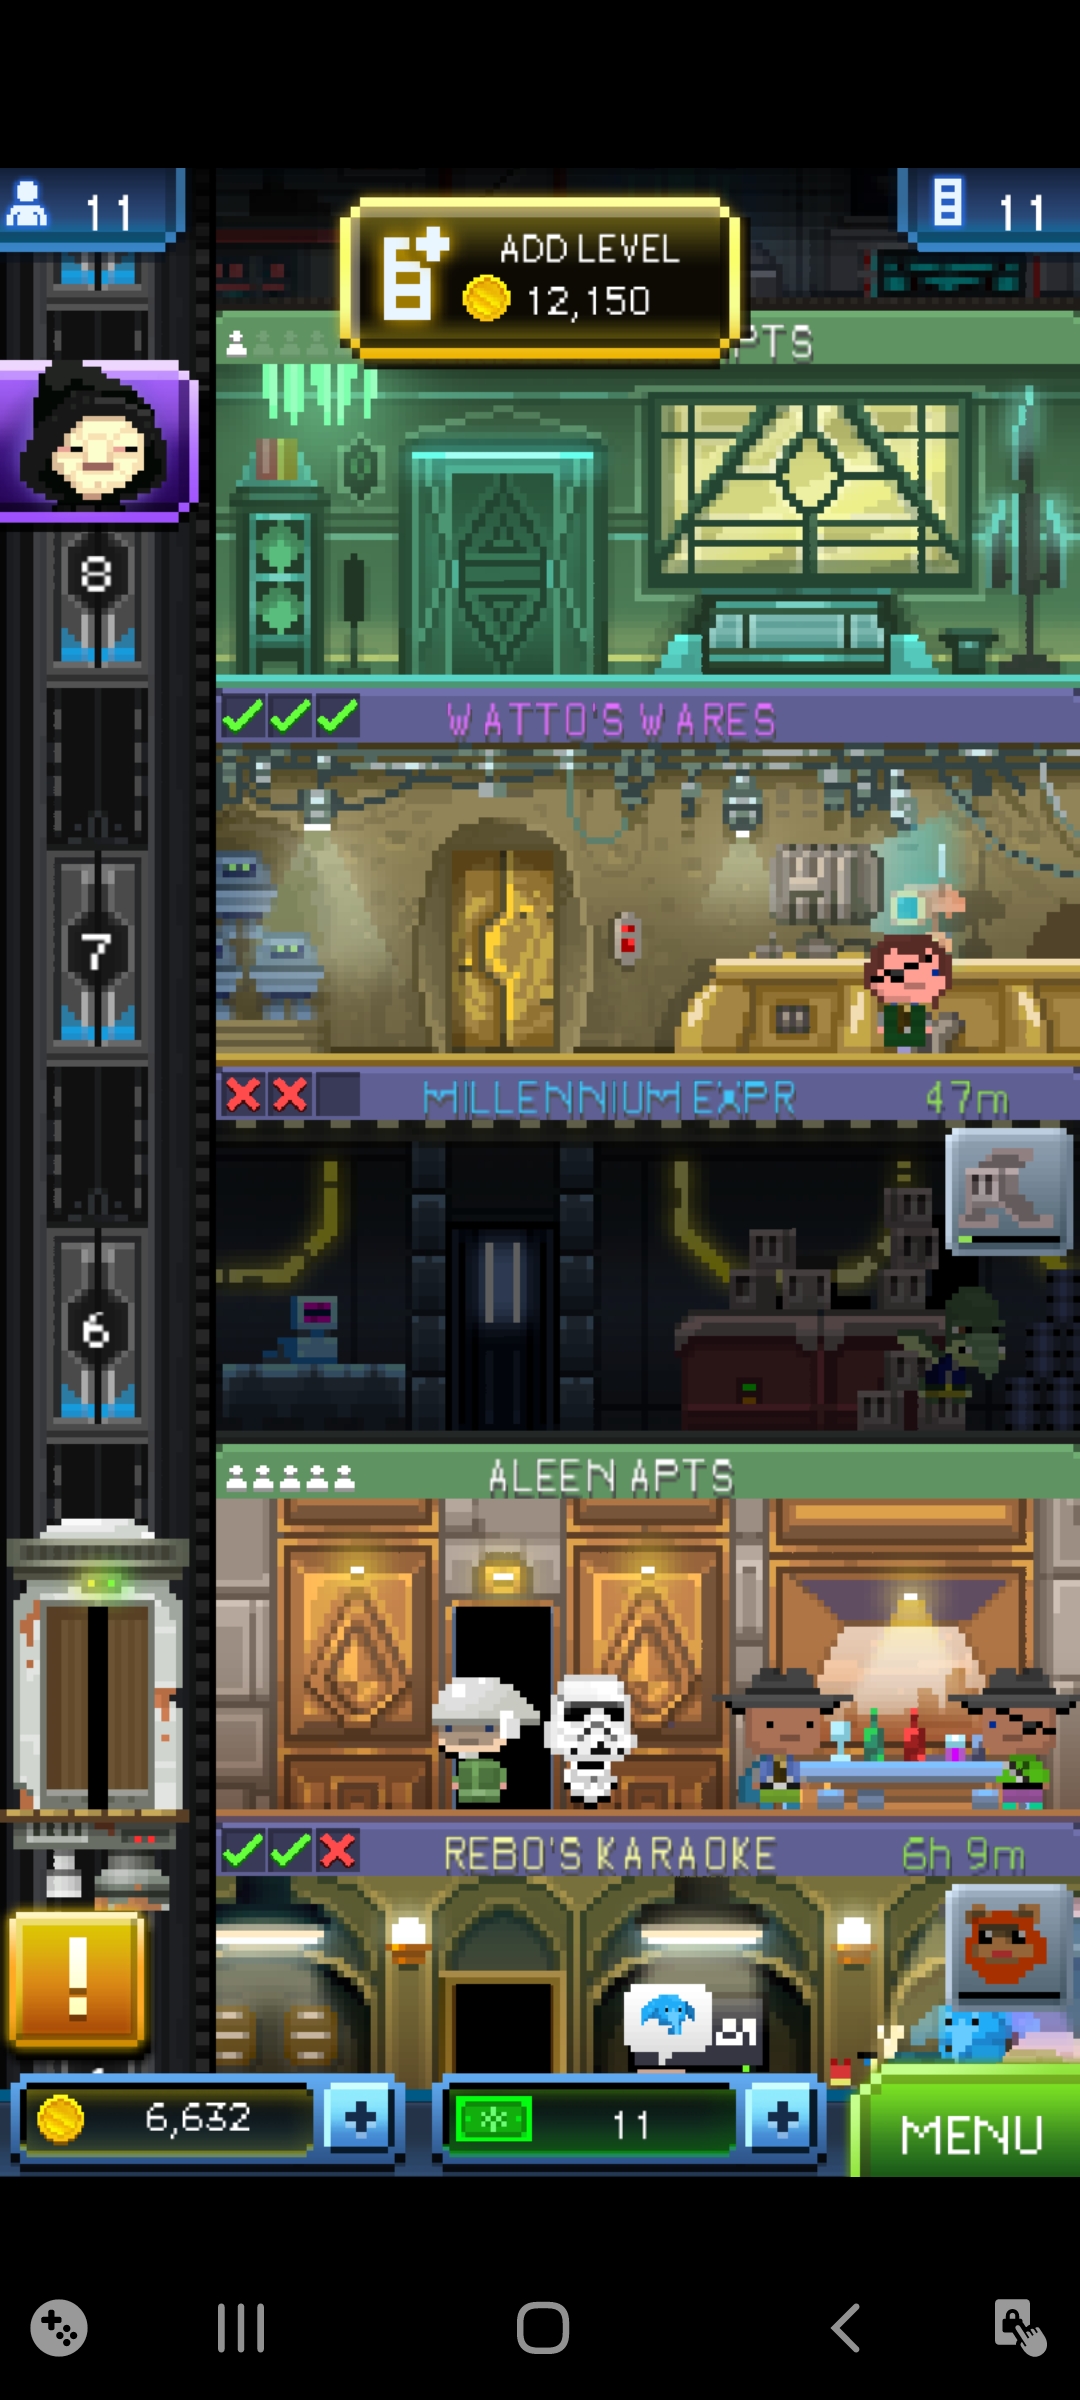 11
ADD LEVEL
12,150
11
PTS
8
WATTO'S WARES
7
MILLENNIUM EXPR
47m
6
ALEEN APTS
REBO'S KARAOKE
6h 9m
!
6,632
+
11
+
MENU